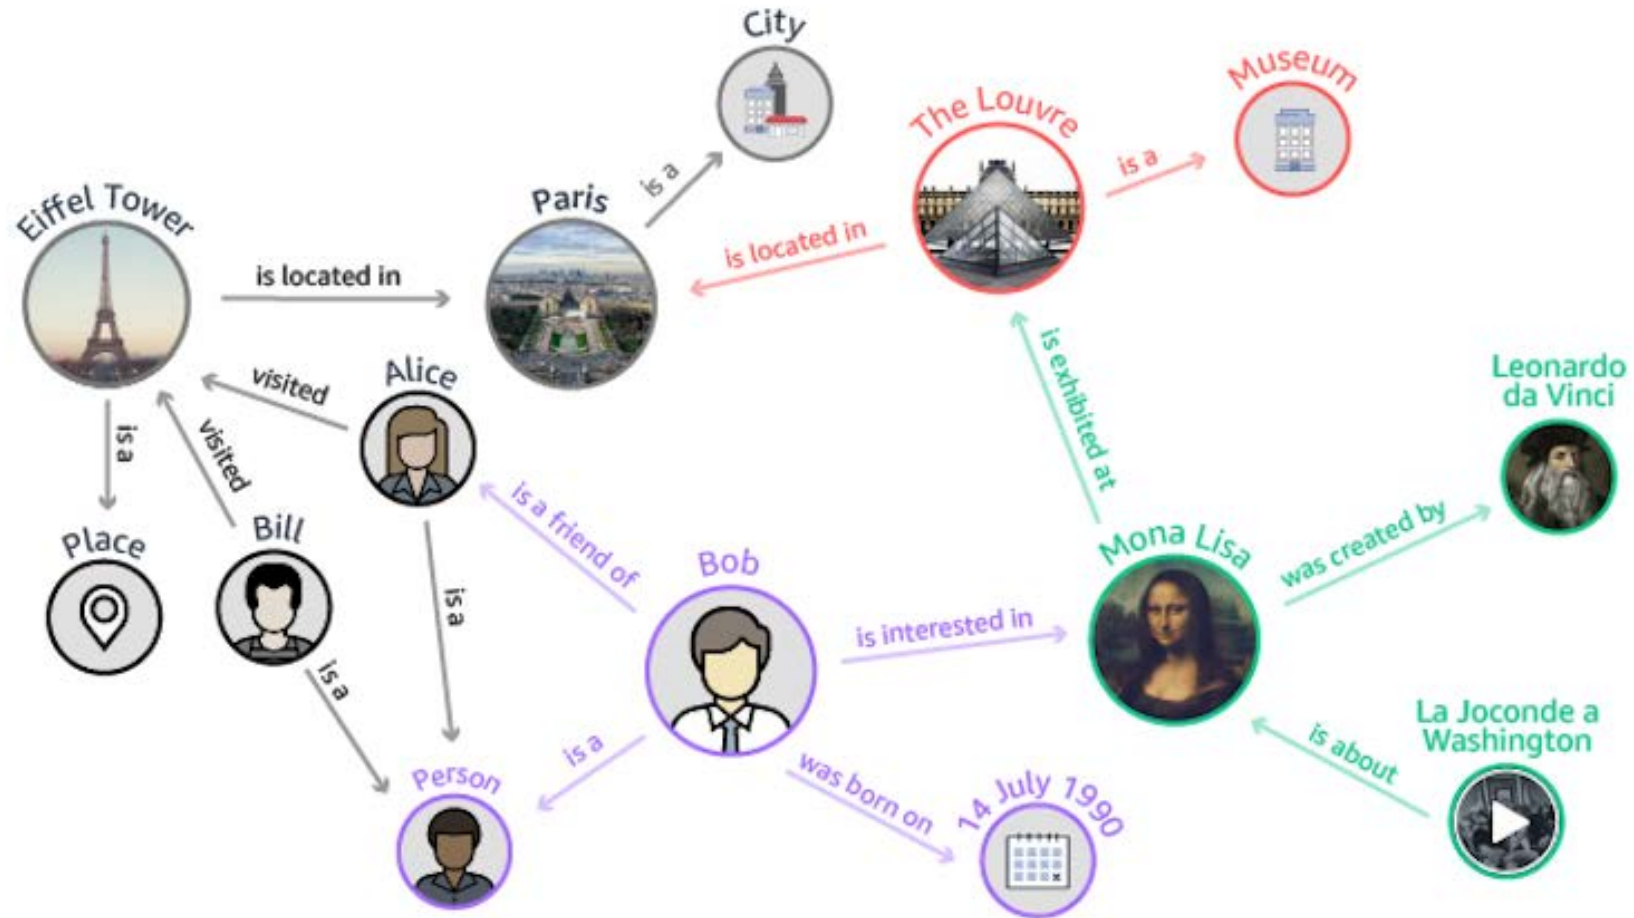 City
Museum
The Louvre
is a
is a
Eiffel Tower
Paris
is located in
is located in
Alice
visited
is exhibited at
Leonardo
da Vinci
is a
visited
Place
Bill
is a friend of
Bob
Mona Lisa
was created by
is a
is interested in
is a
La Joconde a
Washington
is about
Person
is a
was born on
14 July 1990